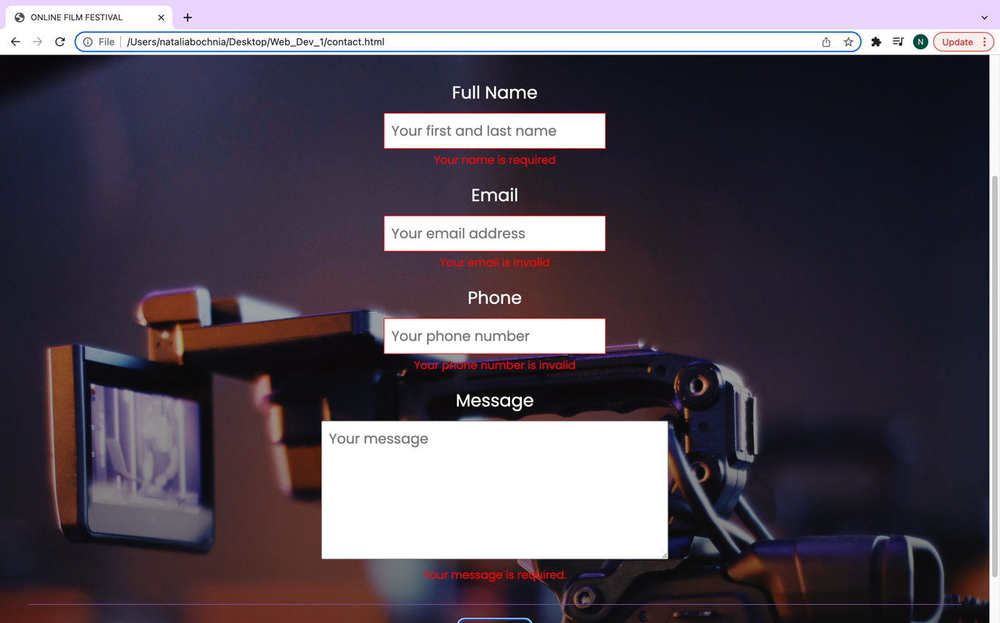 ONLINE FILM FESTIVAL
File
/Users/nataliabochnia/Desktop/Web_Dev_1/contact.html
N
Update
Full Name
Your first and last name
Your name is required
Email
Your email address
Your email is invalid
Phone
Your phone number
Your phone number is invalid
Message
Your message
Your message is required.